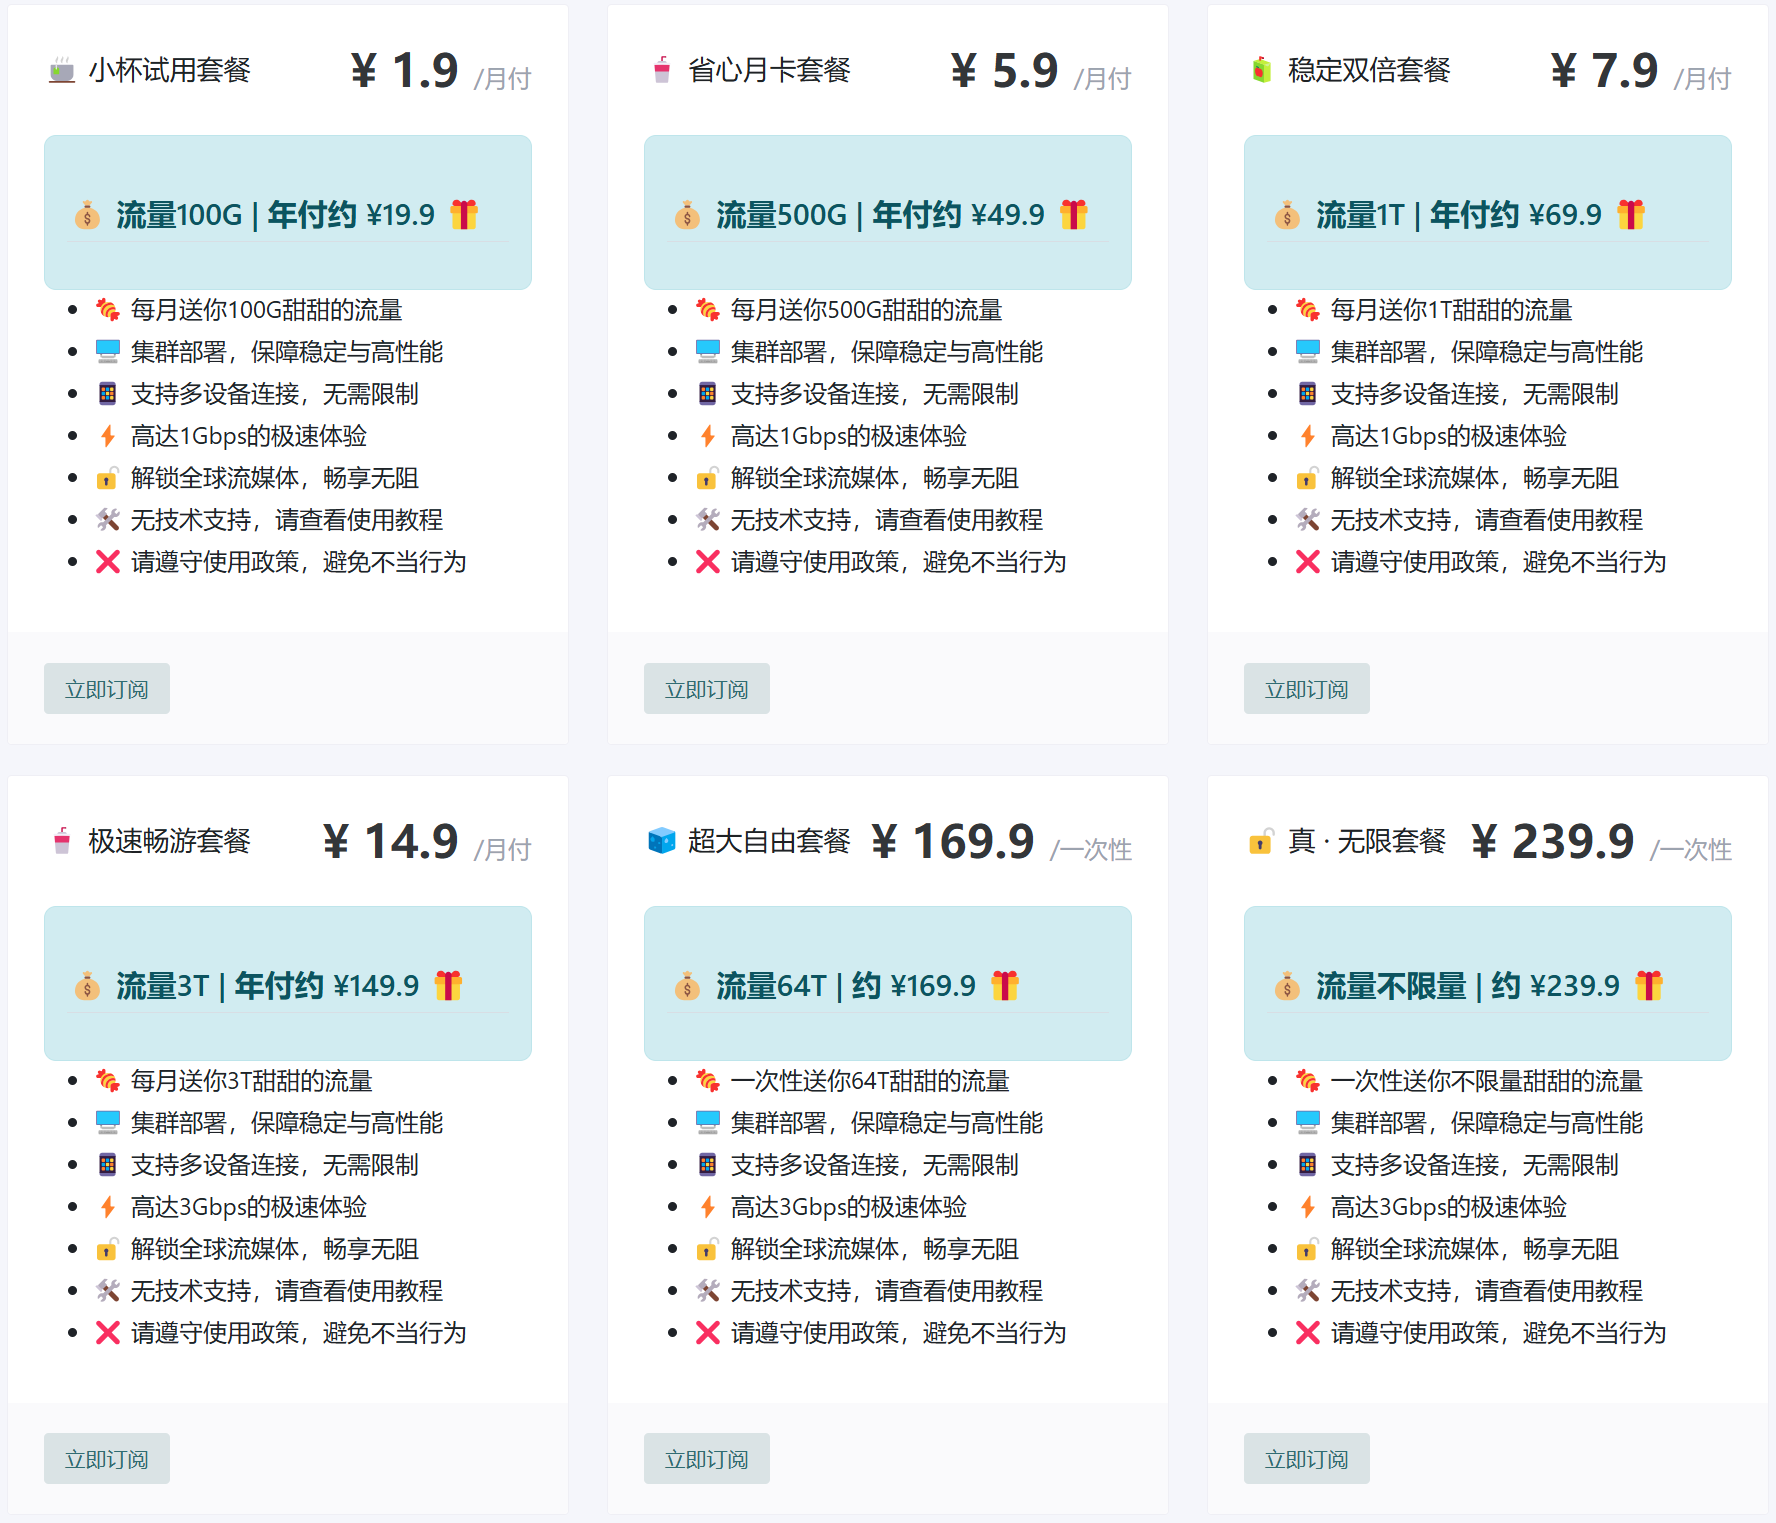 小杯试用套餐 ¥ 1.9 /月付
流量100G | 年付约 ¥19.9
每月送你100G甜甜的流量
集群部署，保障稳定与高性能
支持多设备连接，无需限制
高达1Gbps的极速体验
解锁全球流媒体，畅享无阻
无技术支持，请查看使用教程
请遵守使用政策，避免不当行为
立即订阅
省心月卡套餐 ¥ 5.9 /月付
流量500G | 年付约 ¥49.9
每月送你500G甜甜的流量
集群部署，保障稳定与高性能
支持多设备连接，无需限制
高达1Gbps的极速体验
解锁全球流媒体，畅享无阻
无技术支持，请查看使用教程
请遵守使用政策，避免不当行为
立即订阅
稳定双倍套餐 ¥ 7.9 /月付
流量1T | 年付约 ¥69.9
每月送你1T甜甜的流量
集群部署，保障稳定与高性能
支持多设备连接，无需限制
高达1Gbps的极速体验
解锁全球流媒体，畅享无阻
无技术支持，请查看使用教程
请遵守使用政策，避免不当行为
立即订阅
极速畅游套餐 ¥ 14.9 /月付
流量3T | 年付约 ¥149.9
每月送你3T甜甜的流量
集群部署，保障稳定与高性能
支持多设备连接，无需限制
高达3Gbps的极速体验
解锁全球流媒体，畅享无阻
无技术支持，请查看使用教程
请遵守使用政策，避免不当行为
立即订阅
超大自由套餐 ¥ 169.9 /一次性
流量64T | 约 ¥169.9
一次性送你64T甜甜的流量
集群部署，保障稳定与高性能
支持多设备连接，无需限制
高达3Gbps的极速体验
解锁全球流媒体，畅享无阻
无技术支持，请查看使用教程
请遵守使用政策，避免不当行为
立即订阅
真 · 无限套餐 ¥ 239.9 /一次性
流量不限量 | 约 ¥239.9
一次性送你不限量甜甜的流量
集群部署，保障稳定与高性能
支持多设备连接，无需限制
高达3Gbps的极速体验
解锁全球流媒体，畅享无阻
无技术支持，请查看使用教程
请遵守使用政策，避免不当行为
立即订阅